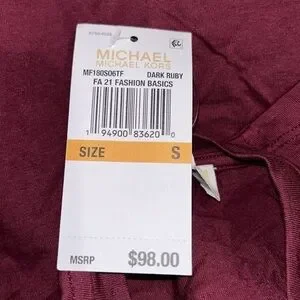 MICHAEL
MICHAEL KORS
MF180S06TF DARK RUBY
FA 21 FASHION BASICS
1 94900 83620 0
SIZE S
MSRP $98.00